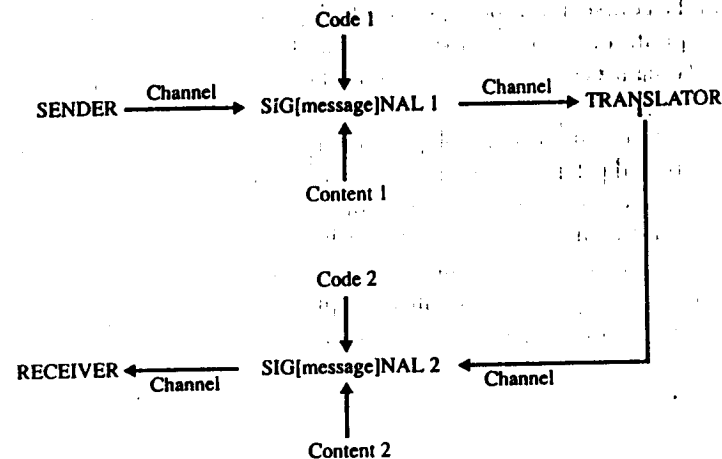 Code 1
SENDER Channel SIG[message]NAL 1 Channel TRANSLATOR
Content 1
Code 2
RECEIVER Channel SIG[message]NAL 2 Channel
Content 2